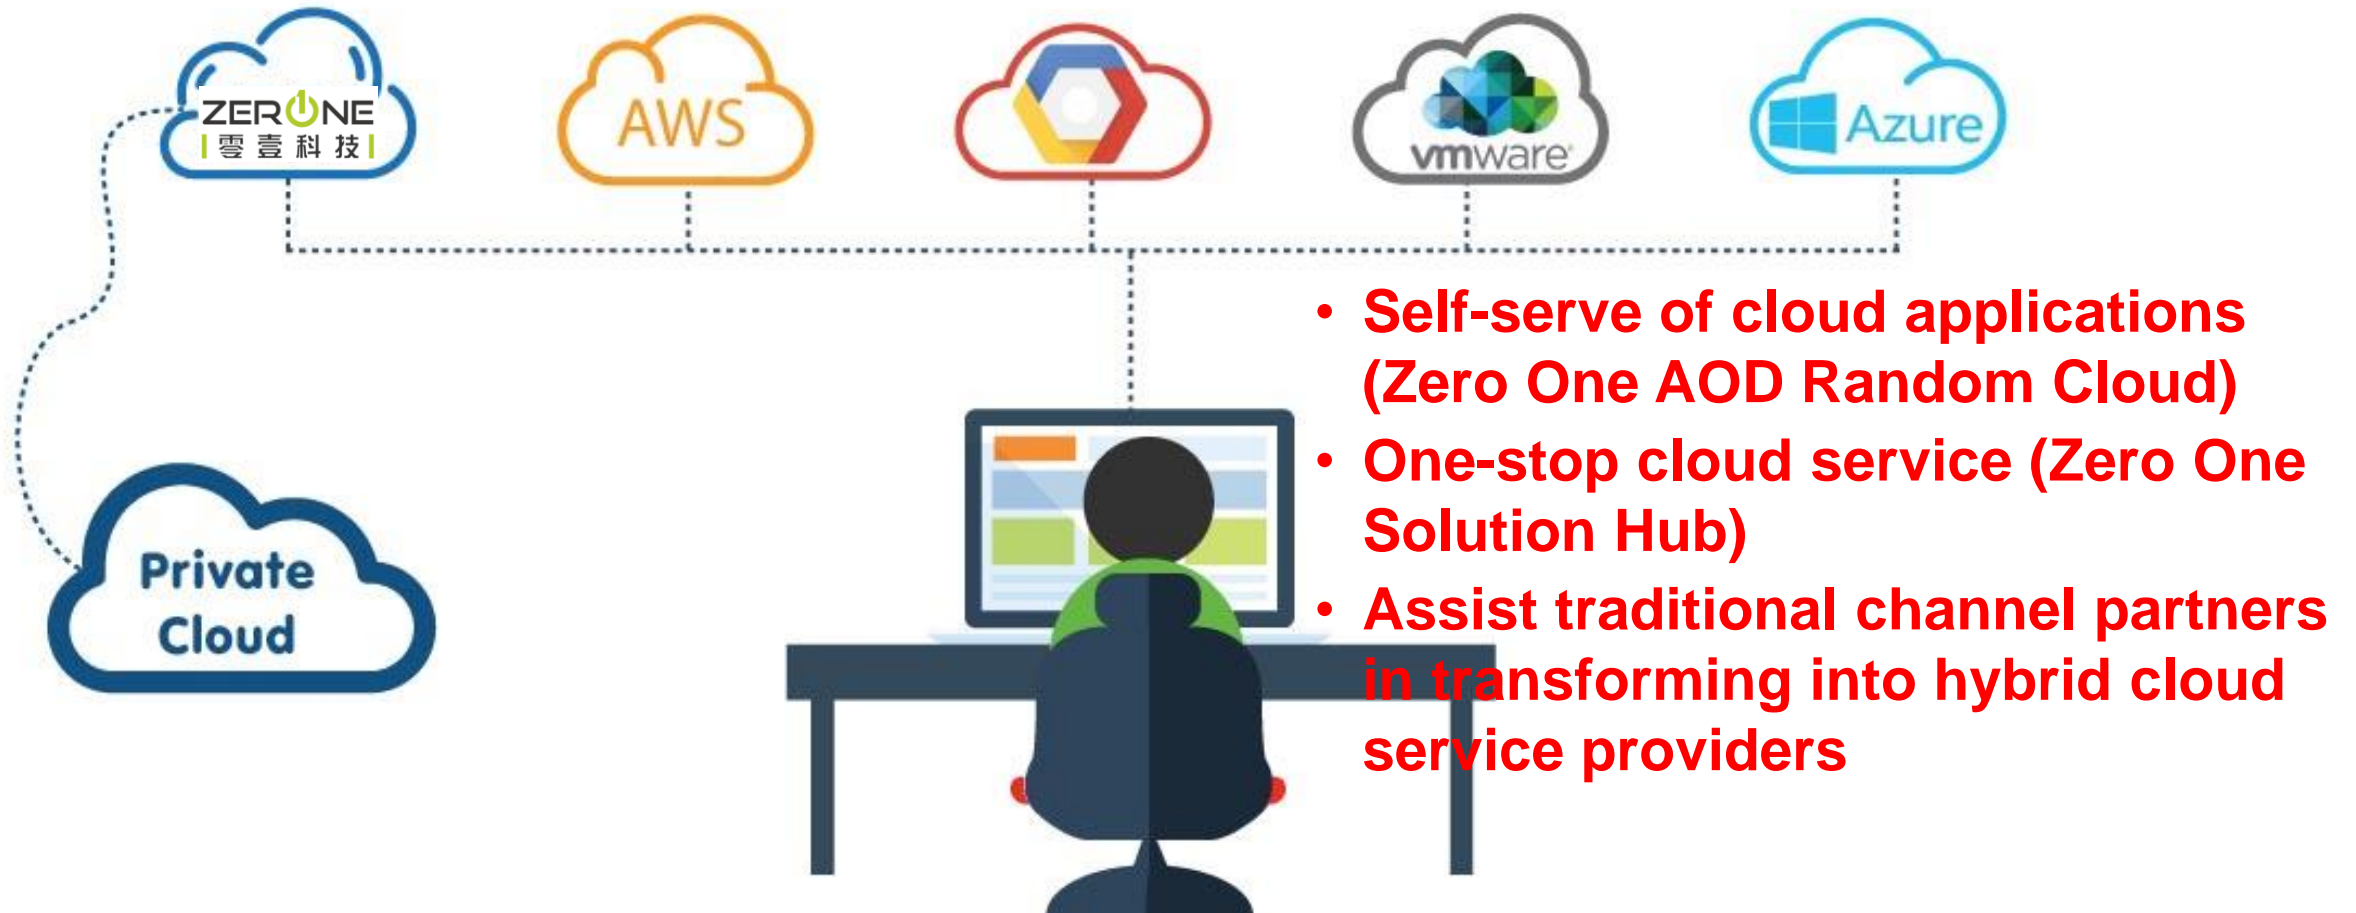 ZERONE
零壹科技
AWS
vmware
Azure
Private
Cloud
• Self-serve of cloud applications
(Zero One AOD Random Cloud)
• One-stop cloud service (Zero One
Solution Hub)
• Assist traditional channel partners
in transforming into hybrid cloud
service providers